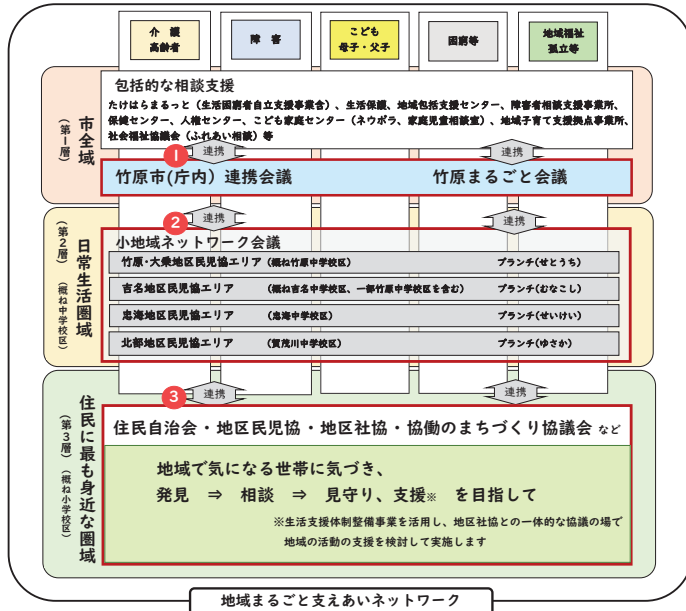 介護
高齢者
障害
こども
母子・父子
困窮等
地域福祉
孤立等
市全域
(第1層)
包括的な相談支援
たけはらまるっと（生活困窮者自立支援事業含）、生活保護、地域包括支援センター、障害者相談支援事業所、
保健センター、人権センター、こども家庭センター（ネウボラ、家庭児童相談室）、地域子育て支援拠点事業所、
社会福祉協議会（ふれあい相談）等
1
連携
連携
竹原市(庁内) 連携会議
竹原まるごと会議
2
連携
連携
日常生活圏域
(第2層)
(概ね中学校区)
小地域ネットワーク会議
竹原・大乗地区民児協エリア (概ね竹原中学校区) ブランチ(せとうち)
吉名地区民児協エリア (概ね吉名中学校区、一部竹原中学校区を含む) ブランチ(むなこし)
忠海地区民児協エリア (忠海中学校区) ブランチ(せいけい)
北部地区民児協エリア (賀茂川中学校区) ブランチ(ゆさか)
3
連携
連携
住民に最も身近な圏域
(第3層)
(概ね小学校区)
住民自治会・地区民児協・地区社協・協働のまちづくり協議会 など
地域で気になる世帯に気づき、
発見 ⇒ 相談 ⇒ 見守り、支援※ を目指して
※生活支援体制整備事業を活用し、地区社協との一体的な協議の場で
地域の活動の支援を検討して実施します
地域まるごと支えあいネットワーク